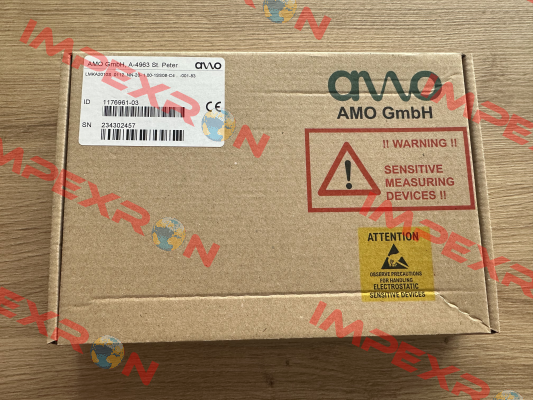 AMO GmbH, A-4963 St. Peter
amo
ID 1176961-03
SN 234302457
CE
amo
AMO GmbH
!! WARNING !!
SENSITIVE
MEASURING
DEVICES !!
ATTENTION
OBSERVE PRECAUTIONS
FOR HANDLING
ELECTROSTATIC
SENSITIVE DEVICES
IMPEXRON
IMPEXRON
IMPEXRON